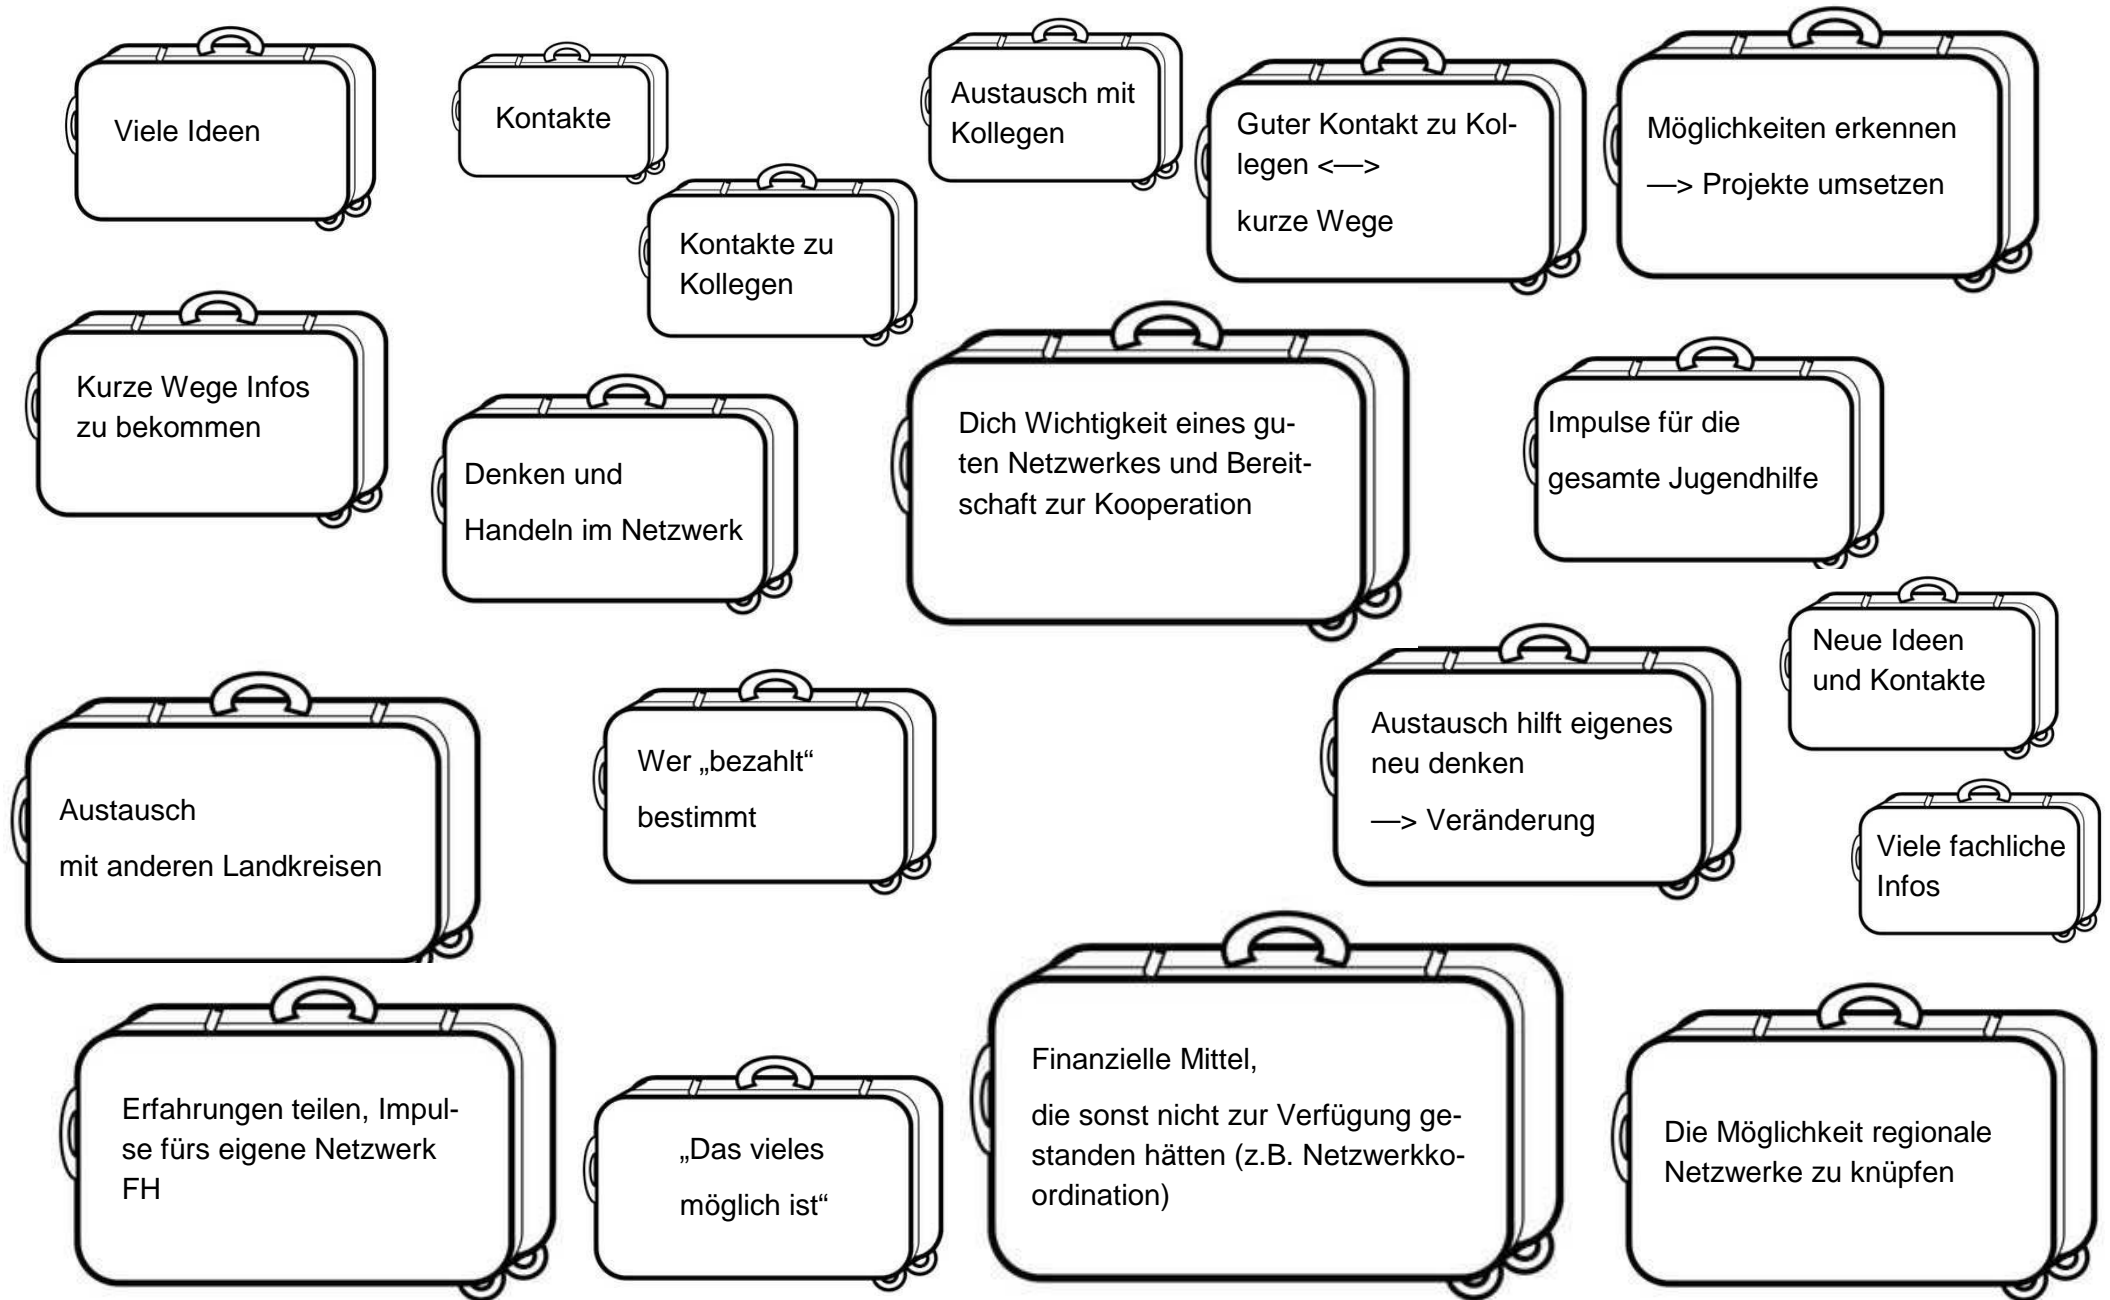 Viele Ideen
Kontakte
Austausch mit
Kollegen
Guter Kontakt zu Kol-
legen <—>
kurze Wege
Möglichkeiten erkennen
—> Projekte umsetzen
Kontakte zu
Kollegen
Kurze Wege Infos
zu bekommen
Denken und
Handeln im Netzwerk
Dich Wichtigkeit eines gu-
ten Netzwerkes und Bereit-
schaft zur Kooperation
Impulse für die
gesamte Jugendhilfe
Neue Ideen
und Kontakte
Austausch
mit anderen Landkreisen
Wer „bezahlt“
bestimmt
Austausch hilft eigenes
neu denken
—> Veränderung
Viele fachliche
Infos
Erfahrungen teilen, Impul-
se fürs eigene Netzwerk
FH
„Das vieles
möglich ist“
Finanzielle Mittel,
die sonst nicht zur Verfügung ge-
standen hätten (z.B. Netzwerkko-
ordination)
Die Möglichkeit regionale
Netzwerke zu knüpfen